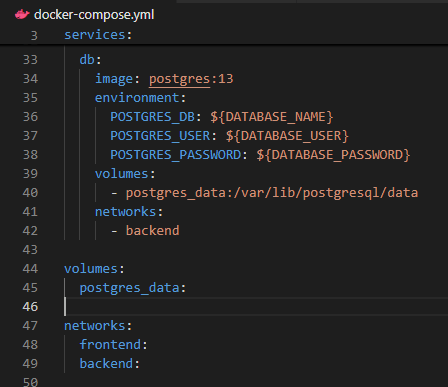 docker-compose.yml
3 services:
33 db:
34 image: postgres:13
35 environment:
36 POSTGRES_DB: ${DATABASE_NAME}
37 POSTGRES_USER: ${DATABASE_USER}
38 POSTGRES_PASSWORD: ${DATABASE_PASSWORD}
39 volumes:
40 - postgres_data:/var/lib/postgresql/data
41 networks:
42 - backend
43
44 volumes:
45 postgres_data:
46
47 networks:
48 frontend:
49 backend:
50